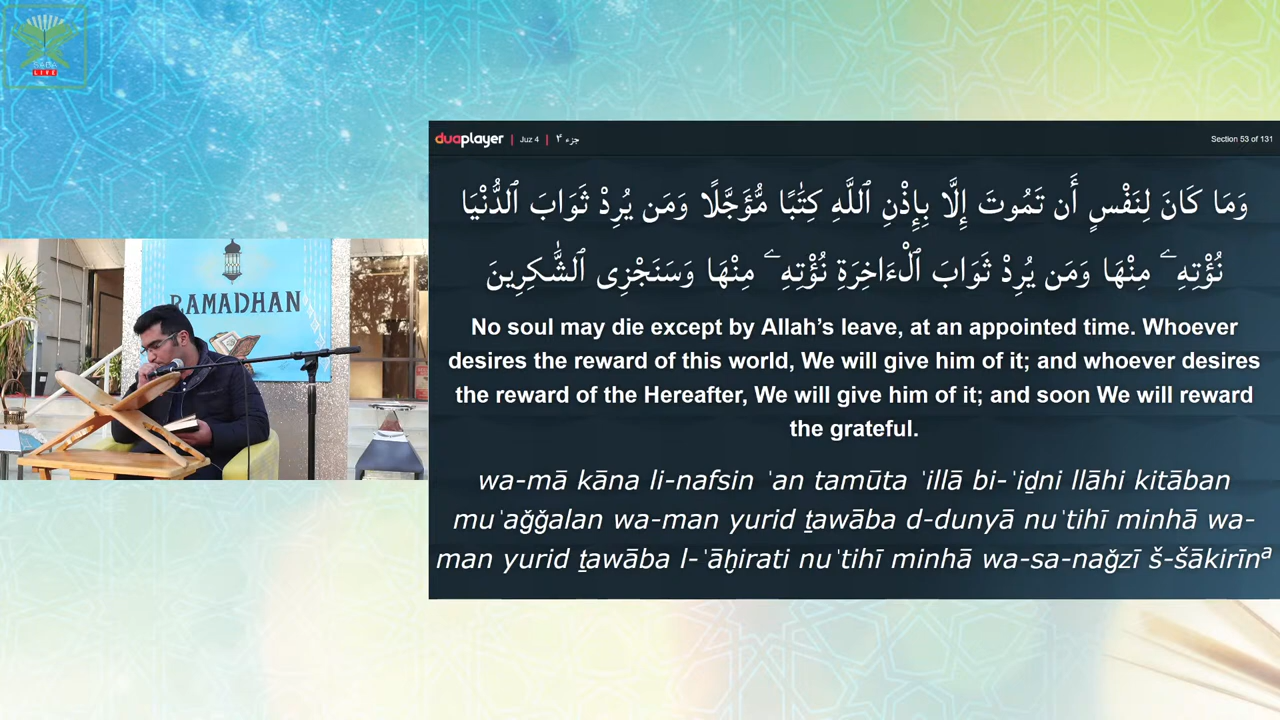 LIVE
RAMADHAN
duaplayer | Juz 4 | جزء ۴
Section 53 of 131
وَمَا كَانَ لِنَفْسٍ أَن تَمُوتَ إِلَّا بِإِذْنِ ٱللَّهِ كِتَٰبًا مُّؤَجَّلًا وَمَن يُرِدْ ثَوَابَ ٱلدُّنْيَا
نُؤْتِهِۦ مِنْهَا وَمَن يُرِدْ ثَوَابَ ٱلْءَاخِرَةِ نُؤْتِهِۦ مِنْهَا وَسَنَجْزِى ٱلشَّٰكِرِينَ
No soul may die except by Allah’s leave, at an appointed time. Whoever
desires the reward of this world, We will give him of it; and whoever desires
the reward of the Hereafter, We will give him of it; and soon We will reward
the grateful.
wa-mā kāna li-nafsin ʾan tamūta ʾillā bi-ʾiḏni llāhi kitāban
muʾaǧǧalan wa-man yurid ṯawāba d-dunyā nuʾtihī minhā wa-
man yurid ṯawāba l-ʾāḫirati nuʾtihī minhā wa-sa-naǧzī š-šākirīnᵃ